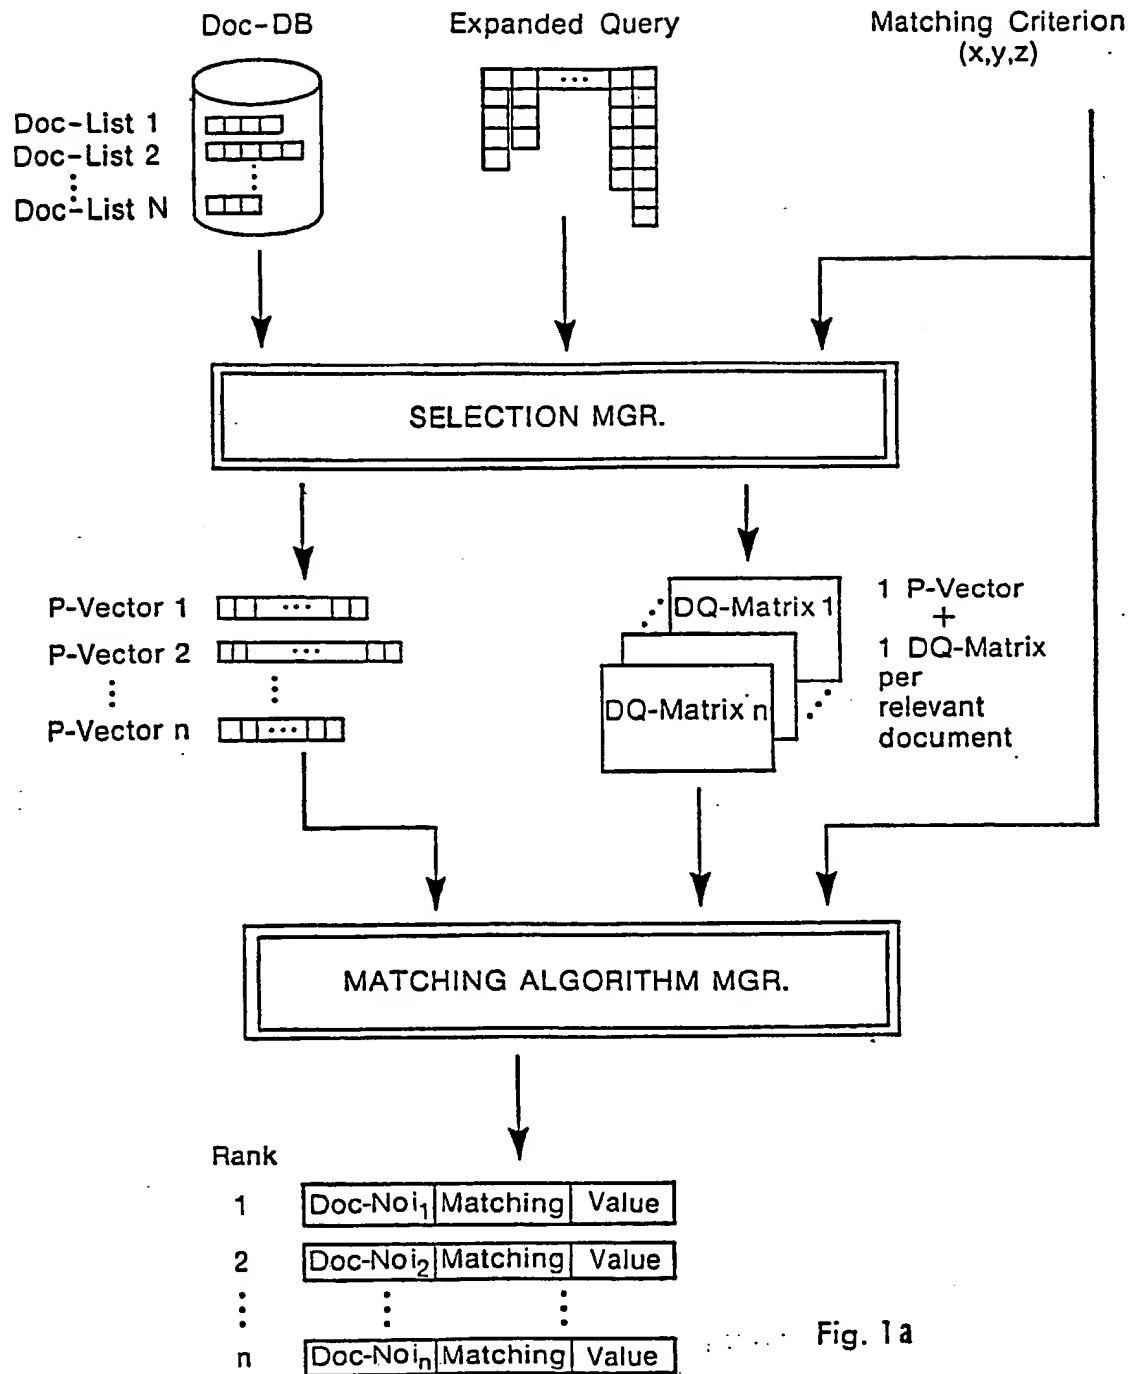 Doc-DB
Expanded Query
Matching Criterion
(x,y,z)
Doc-List 1
Doc-List 2
Doc-List N
SELECTION MGR.
P-Vector 1
P-Vector 2
P-Vector n
DQ-Matrix 1
DQ-Matrix n
1 P-Vector
+
1 DQ-Matrix
per
relevant
document
MATCHING ALGORITHM MGR.
Rank
1 Doc-Noi₁ Matching Value
2 Doc-Noi₂ Matching Value
n Doc-Noiₙ Matching Value
Fig. 1a